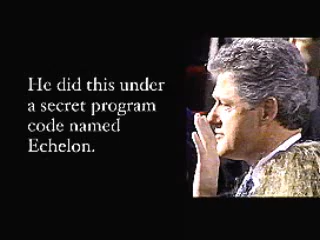 He did this under
a secret program
code named
Echelon.